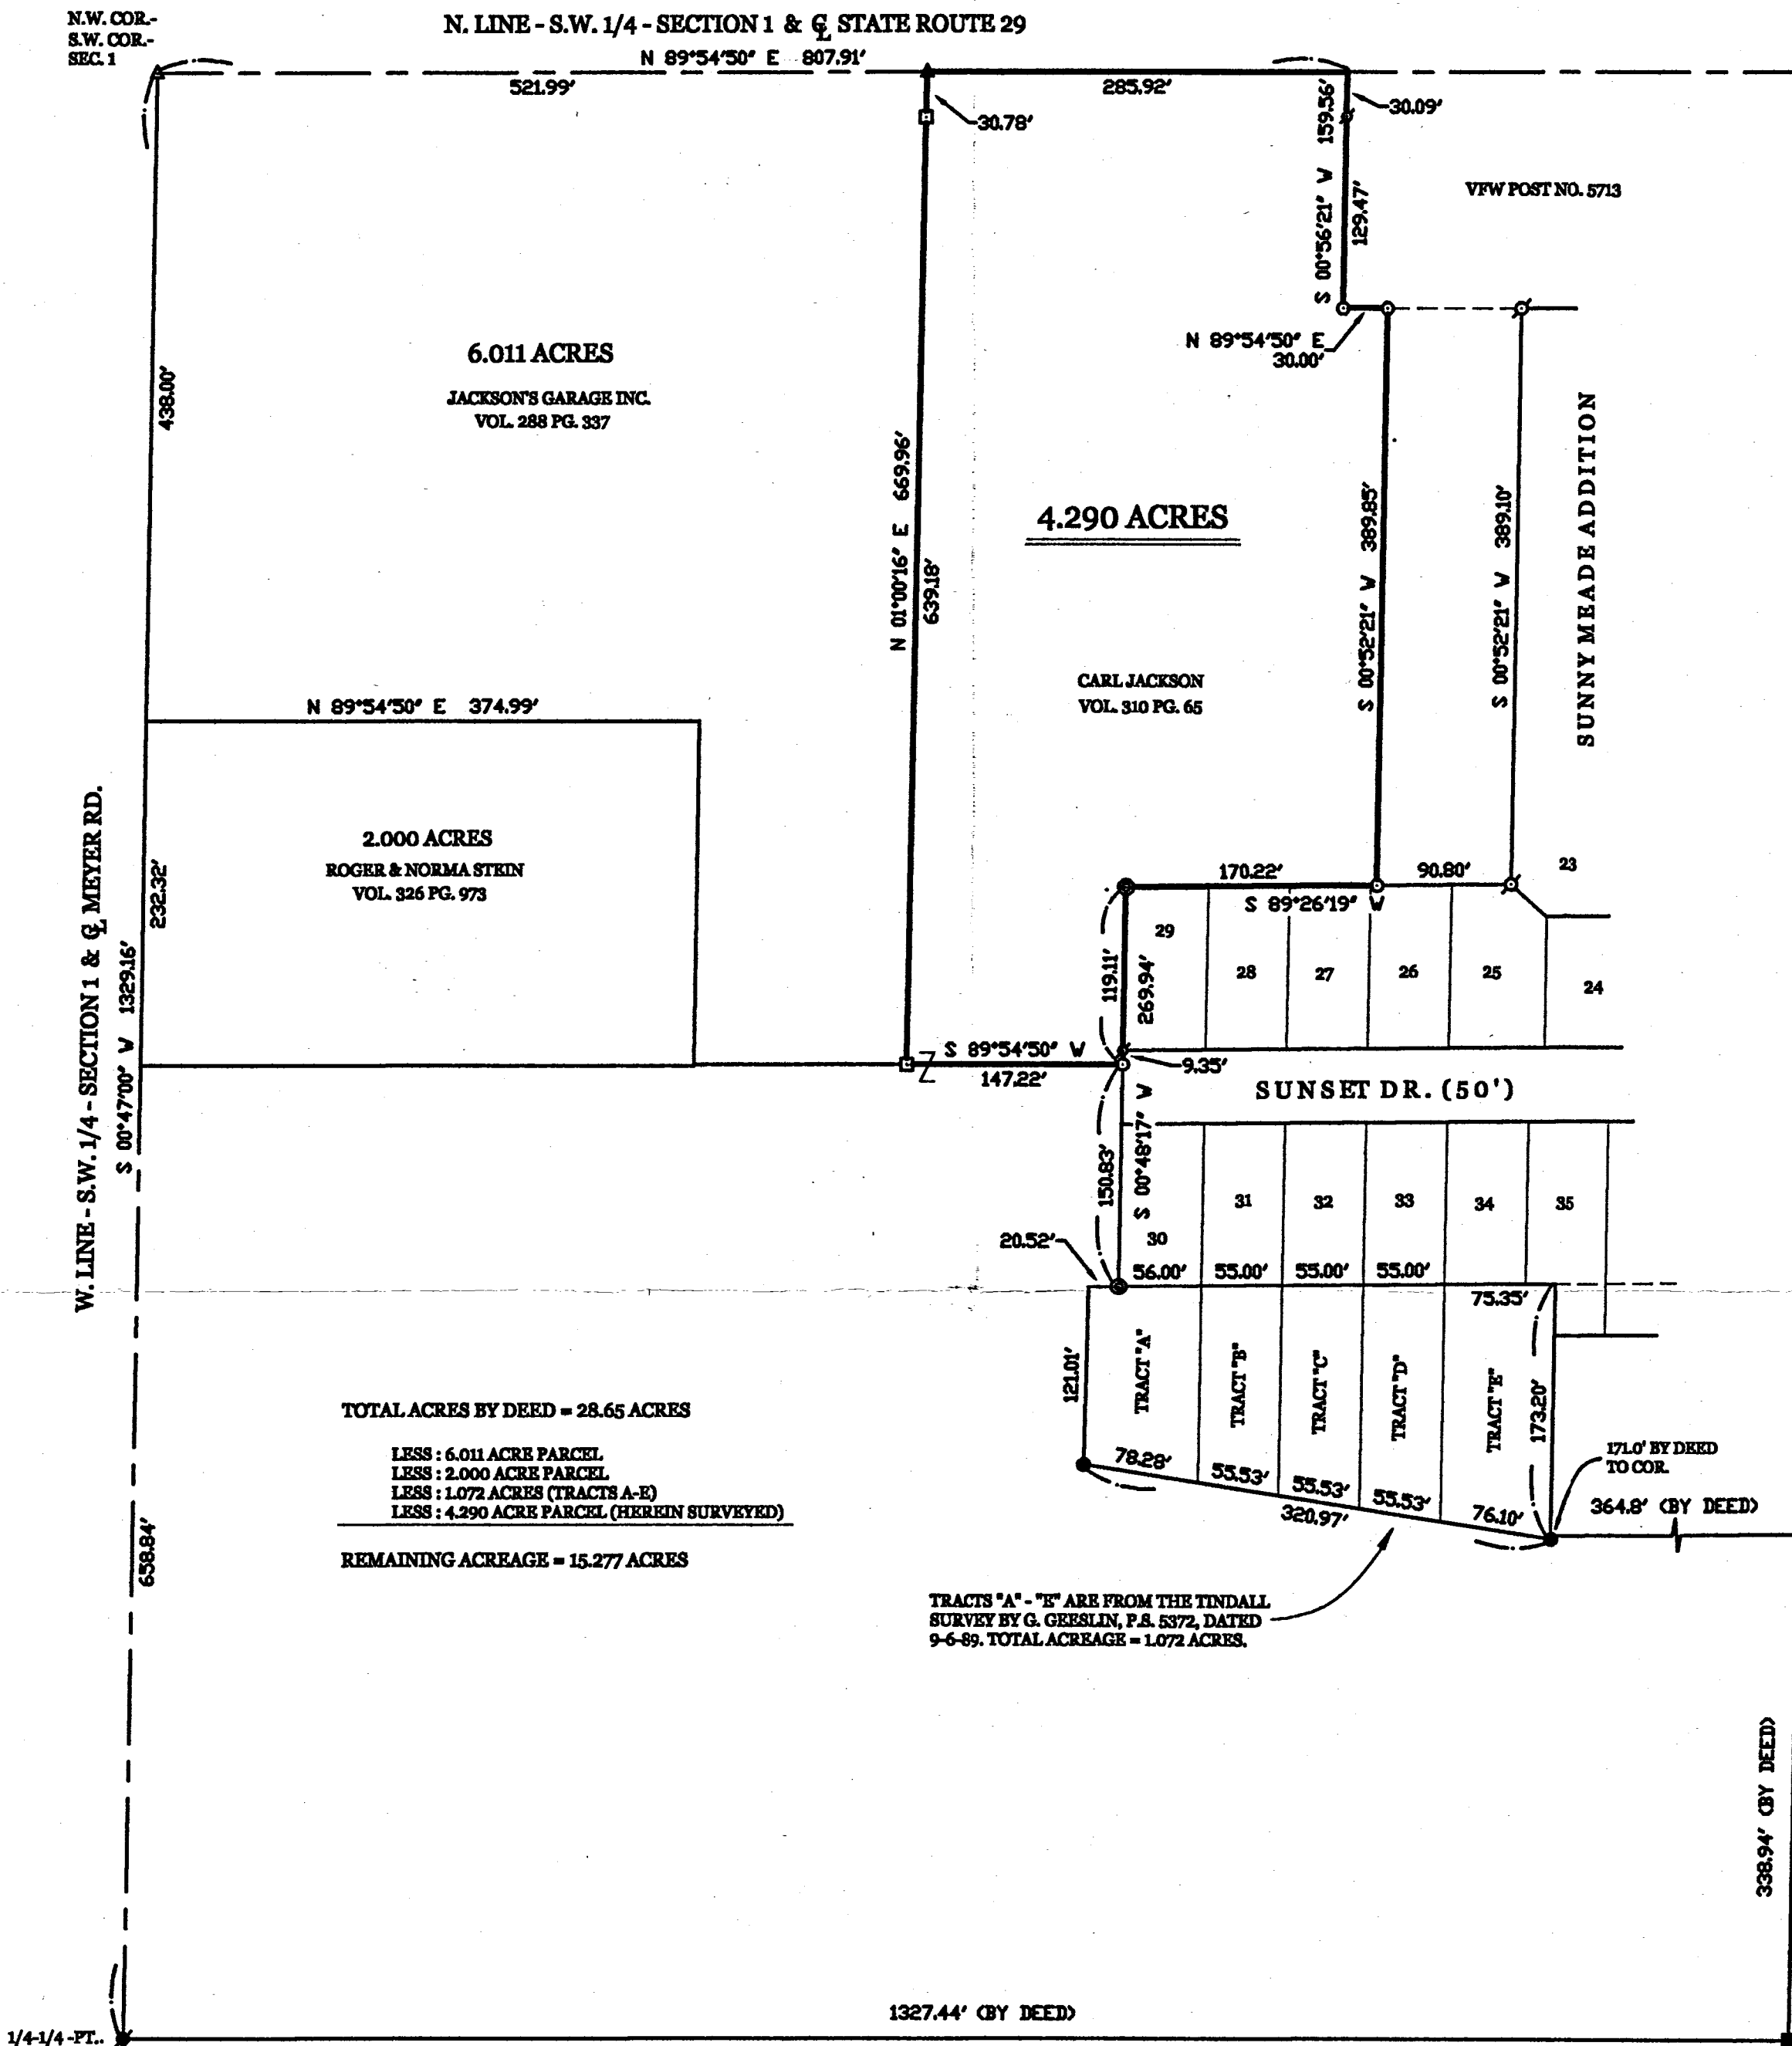 N.W. COR.-
S.W. COR.-
SEC. 1
N. LINE - S.W. 1/4 - SECTION 1 & ℄ STATE ROUTE 29
N 89°54'50" E 807.91'
521.99'
285.92'
30.78'
30.09'
S 00°56'21" W 159.56'
129.47'
VFW POST NO. 5713
N 89°54'50" E
30.00'
6.011 ACRES
JACKSON'S GARAGE INC.
VOL. 288 PG. 337
438.00'
N 01°00'16" E 669.96'
639.18'
4.290 ACRES
CARL JACKSON
VOL. 310 PG. 65
S 00°52'21" W 389.85'
S 00°52'21" W 389.10'
SUNNY MEADE ADDITION
N 89°54'50" E 374.99'
2.000 ACRES
ROGER & NORMA STEIN
VOL. 326 PG. 973
232.32'
W. LINE - S.W. 1/4 - SECTION 1 & ℄ MEYER RD.
S 00°47'00" W 1329.16'
170.22'
90.80'
S 89°26'19" W
23
29
28
27
26
25
24
119.11'
269.94'
S 89°54'50" W
147.22'
9.35'
SUNSET DR. (50')
S 00°48'17" W
150.83'
20.52'
30
31
32
33
34
35
56.00'
55.00'
55.00'
55.00'
75.35'
121.01'
TRACT "A"
TRACT "B"
TRACT "C"
TRACT "D"
TRACT "E"
173.20'
78.28'
55.53'
55.53'
55.53'
76.10'
320.97'
171.0' BY DEED
TO COR.
364.8' (BY DEED)
TOTAL ACRES BY DEED = 28.65 ACRES
LESS : 6.011 ACRE PARCEL
LESS : 2.000 ACRE PARCEL
LESS : 1.072 ACRES (TRACTS A-E)
LESS : 4.290 ACRE PARCEL (HEREIN SURVEYED)
REMAINING ACREAGE = 15.277 ACRES
658.84'
TRACTS "A" - "E" ARE FROM THE TINDALL
SURVEY BY G. GEESLIN, P.S. 5372, DATED
9-6-89. TOTAL ACREAGE = 1.072 ACRES.
338.94' (BY DEED)
1327.44' (BY DEED)
1/4-1/4 -PT..